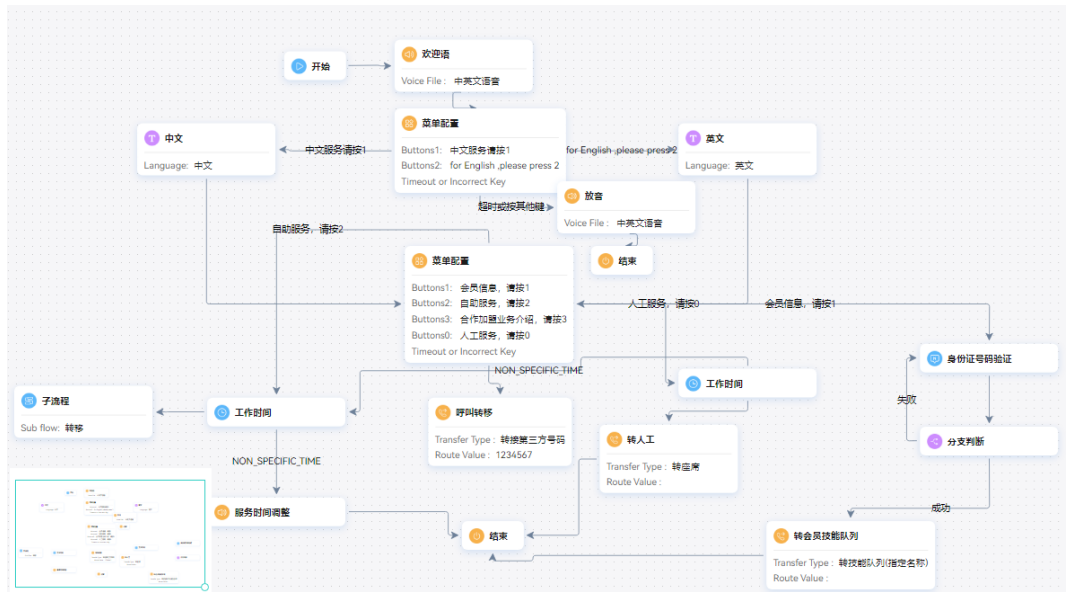 开始
欢迎语
Voice File : 中英文语音
菜单配置
Buttons1: 中文服务请按1
Buttons2: for English ,please press 2
Timeout or Incorrect Key
中文
Language: 中文
中文服务请按1
for English ,please press 2
英文
Language: 英文
超时或按其他键
放音
Voice File : 中英文语音
结束
自助服务，请按2
菜单配置
Buttons1: 会员信息，请按1
Buttons2: 自助服务，请按2
Buttons3: 合作加盟业务介绍，请按3
Buttons0: 人工服务，请按0
Timeout or Incorrect Key
人工服务，请按0
会员信息，请按1
身份证号码验证
NON_SPECIFIC_TIME
工作时间
子流程
Sub flow: 转移
工作时间
呼叫转移
Transfer Type : 转接第三方号码
Route Value : 1234567
失败
转人工
Transfer Type : 转座席
Route Value :
分支判断
NON_SPECIFIC_TIME
服务时间调整
结束
成功
转会员技能队列
Transfer Type : 转技能队列(指定名称)
Route Value :